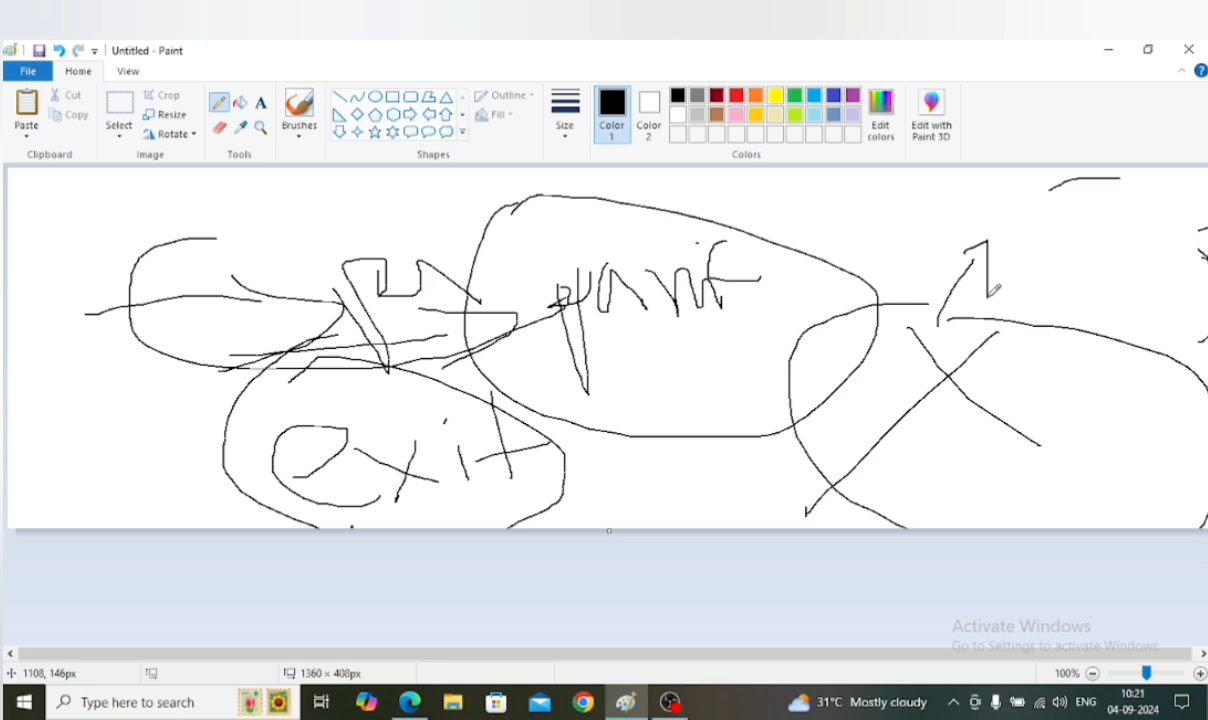 Untitled - Paint
File Home View
Paste
Cut
Copy
Clipboard
Select
Crop
Resize
Rotate
Image
Tools
Brushes
Shapes
Outline
Fill
Size
Color 1
Color 2
Colors
Edit colors
Edit with Paint 3D
exit
Activate Windows
Go to Settings to activate Windows.
1108, 146px
1360 × 408px
100%
Type here to search
31°C Mostly cloudy
ENG
10:21
04-09-2024